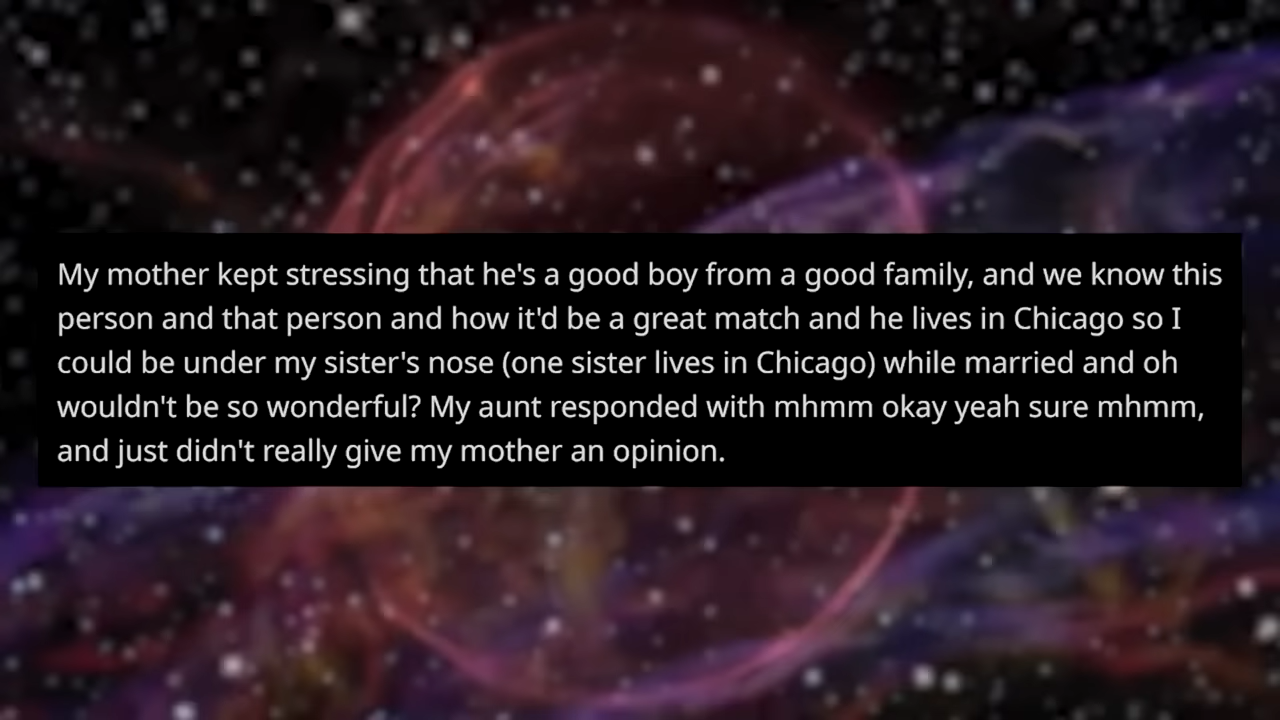 My mother kept stressing that he's a good boy from a good family, and we know this
person and that person and how it'd be a great match and he lives in Chicago so I
could be under my sister's nose (one sister lives in Chicago) while married and oh
wouldn't be so wonderful? My aunt responded with mhmm okay yeah sure mhmm,
and just didn't really give my mother an opinion.